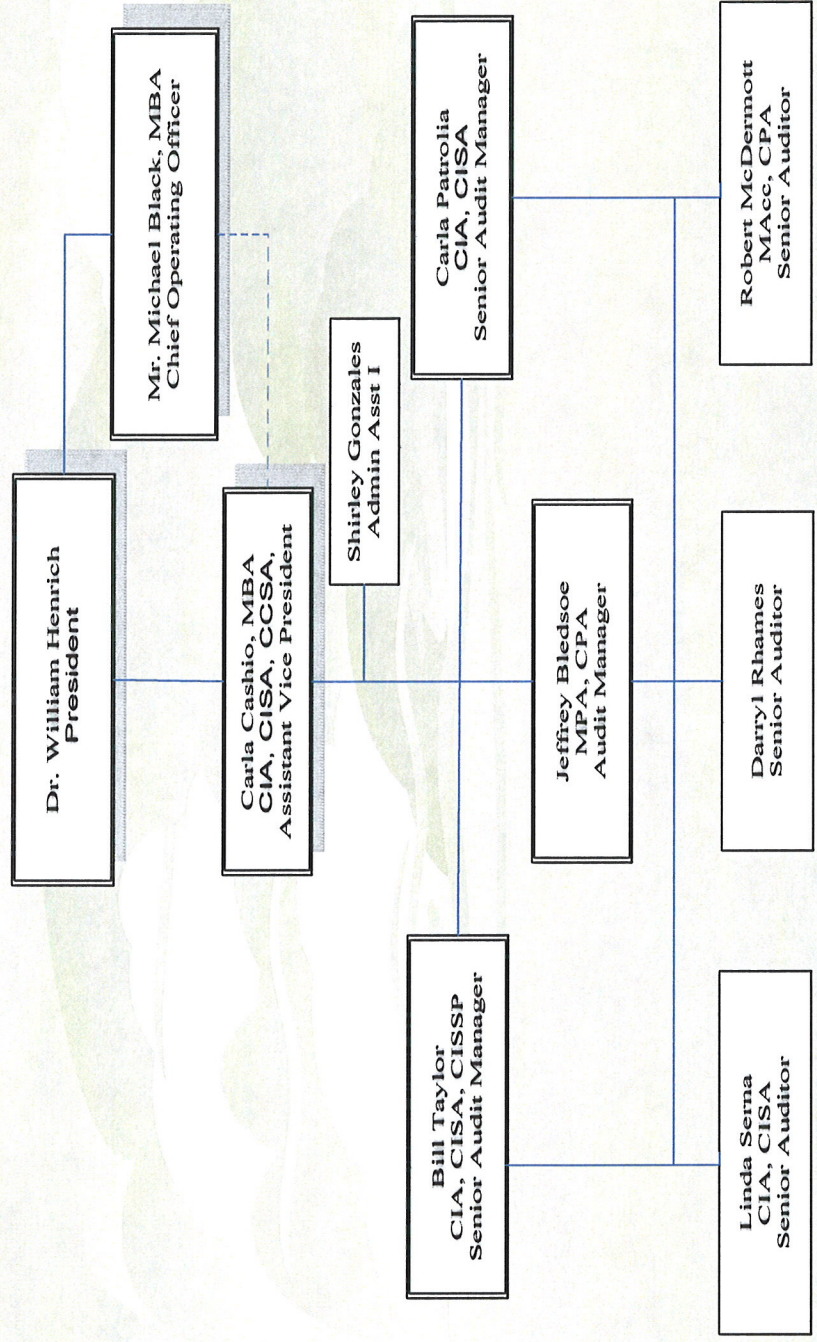 Dr. William Henrich
President
Mr. Michael Black, MBA
Chief Operating Officer
Carla Cashio, MBA
CIA, CISA, CCSA,
Assistant Vice President
Shirley Gonzales
Admin Asst I
Bill Taylor
CIA, CISA, CISSP
Senior Audit Manager
Carla Patrolia
CIA, CISA
Senior Audit Manager
Jeffrey Bledsoe
MPA, CPA
Audit Manager
Linda Serna
CIA, CISA
Senior Auditor
Darryl Rhames
Senior Auditor
Robert McDermott
MAcc, CPA
Senior Auditor